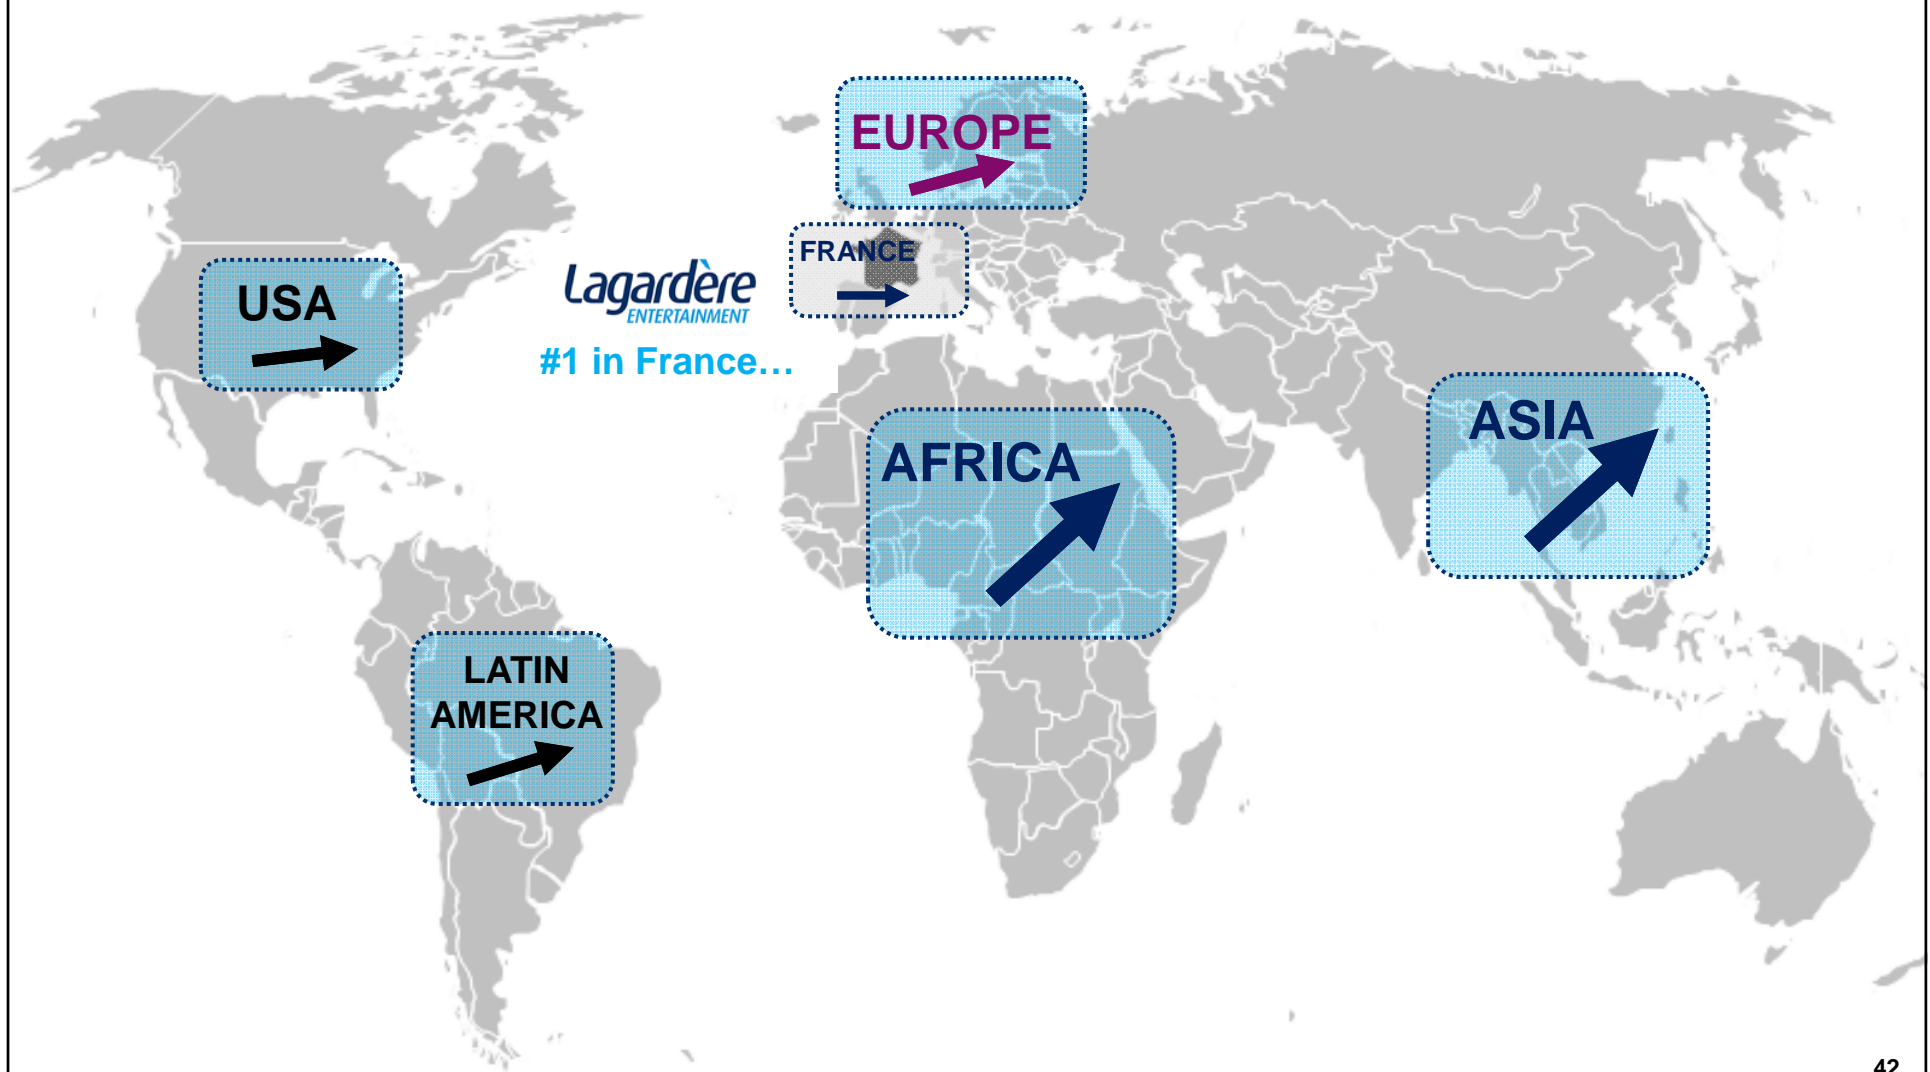 EUROPE
FRANCE
Lagardère
ENTERTAINMENT
#1 in France…
USA
AFRICA
ASIA
LATIN
AMERICA
42